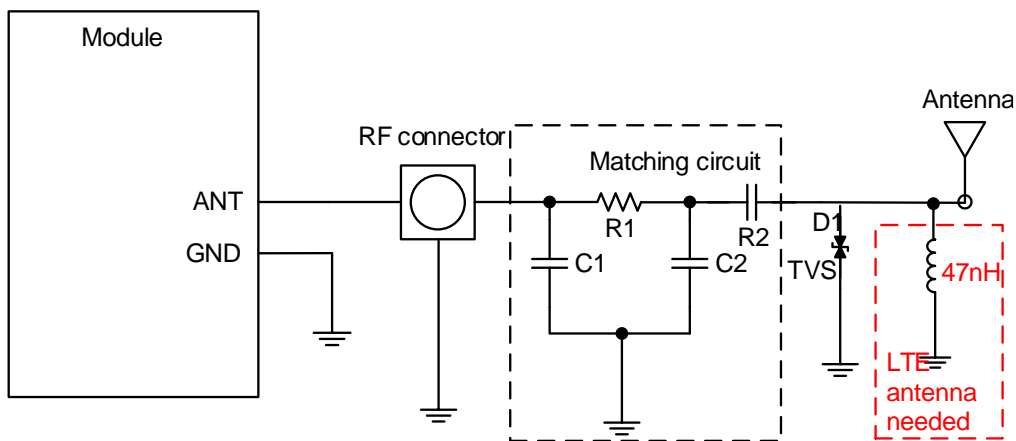 Module
Antenna
RF connector
Matching circuit
ANT
R1
R2
D1
GND
C1
C2
TVS
47nH
LTE
antenna
needed